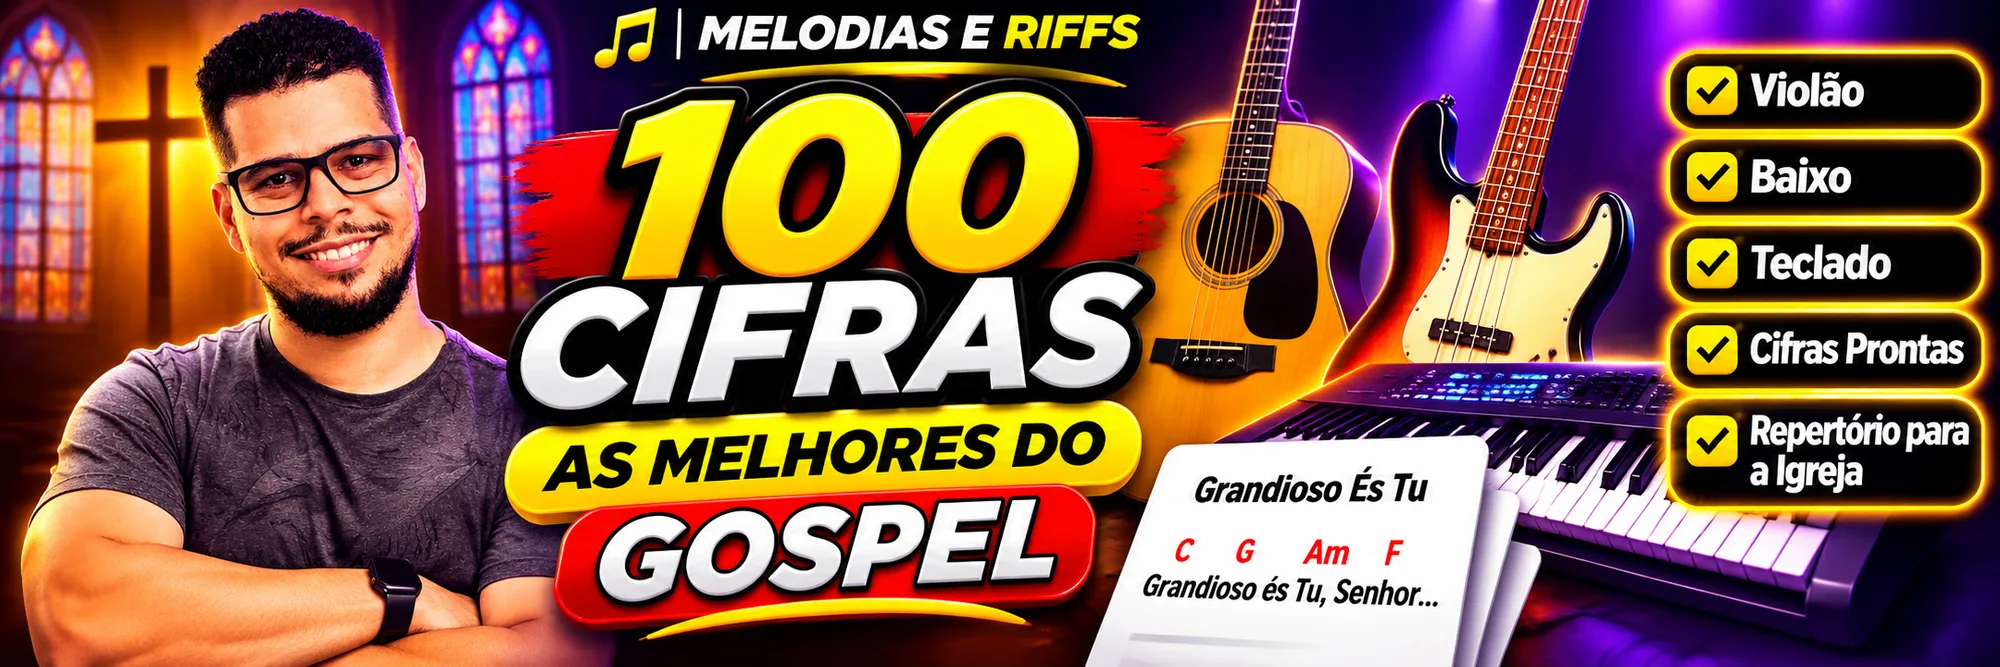 MELODIAS E RIFFS
100
CIFRAS
AS MELHORES DO
GOSPEL
Violão
Baixo
Teclado
Cifras Prontas
Repertório para
a Igreja
Grandioso És Tu
C G Am F
Grandioso és Tu, Senhor...